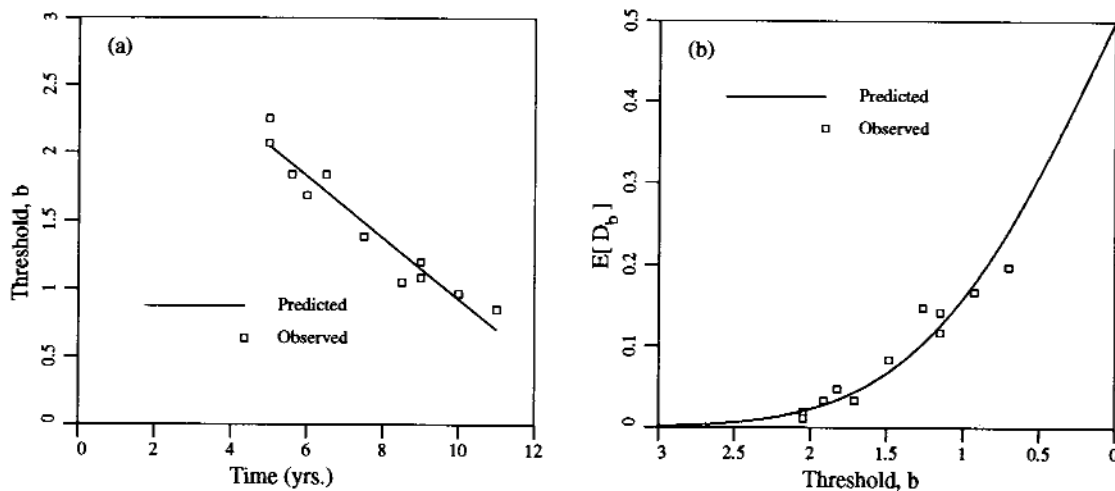 (a)
3
2.5
2
1.5
1
0.5
0
Threshold, b
Predicted
Observed
0 2 4 6 8 10 12
Time (yrs.)
(b)
0.5
0.4
0.3
0.2
0.1
0
E[ D_b ]
Predicted
Observed
3 2.5 2 1.5 1 0.5 0
Threshold, b